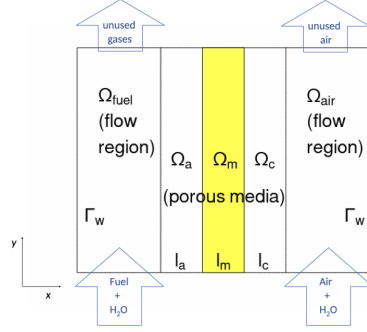 unused
gases
unused
air
Ωfuel
(flow
region)
Ωair
(flow
region)
Ωa
Ωm
Ωc
(porous media)
Γw
Γw
y
la
lm
lc
x
Fuel
+
H₂O
Air
+
H₂O